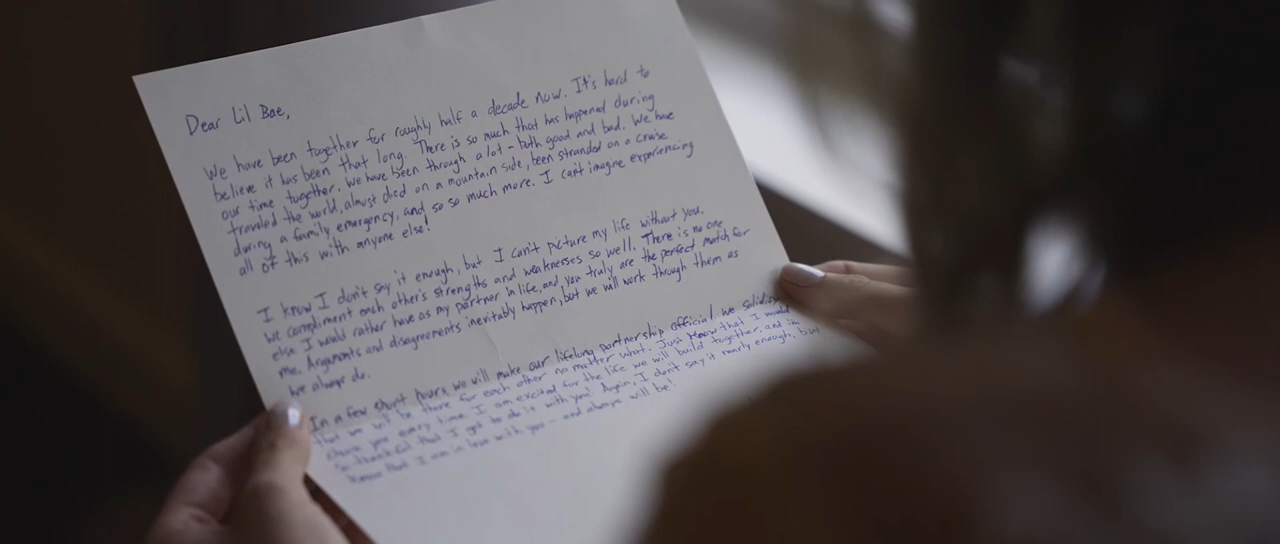 Dear Lil Bae,
We have been together for roughly half a decade now. It's hard to
believe it has been that long. There is so much that has happened during
our time together. We have been through a lot - both good and bad. We have
traveled the world, almost died on a mountain side, been stranded on a cruise
during a family emergency, and so so much more. I can't imagine experiencing
all of this with anyone else!
I know I don't say it enough, but I can't picture my life without you.
We compliment each other's strengths and weaknesses so well. There is no one
else I would rather have as my partner in life, and you truly are the perfect match for
me. Arguments and disagreements inevitably happen, but we will work through them as
we always do.
In a few short hours, we will make our lifelong partnership official. We solidify
that we will be there for each other no matter what. Just know that I would
choose you every time. I am excited for the life we will build together, and I'm
so thankful that I get to do it with you! Again, I don't say it nearly enough, but
know that I am in love with you - and always will be!